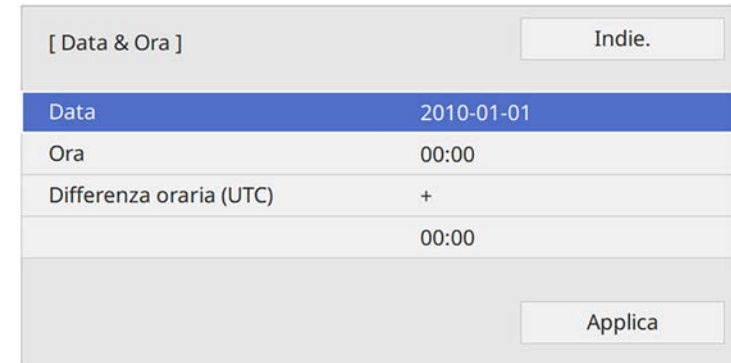 [ Data & Ora ] Indie.
Data 2010-01-01
Ora 00:00
Differenza oraria (UTC) +
00:00
Applica